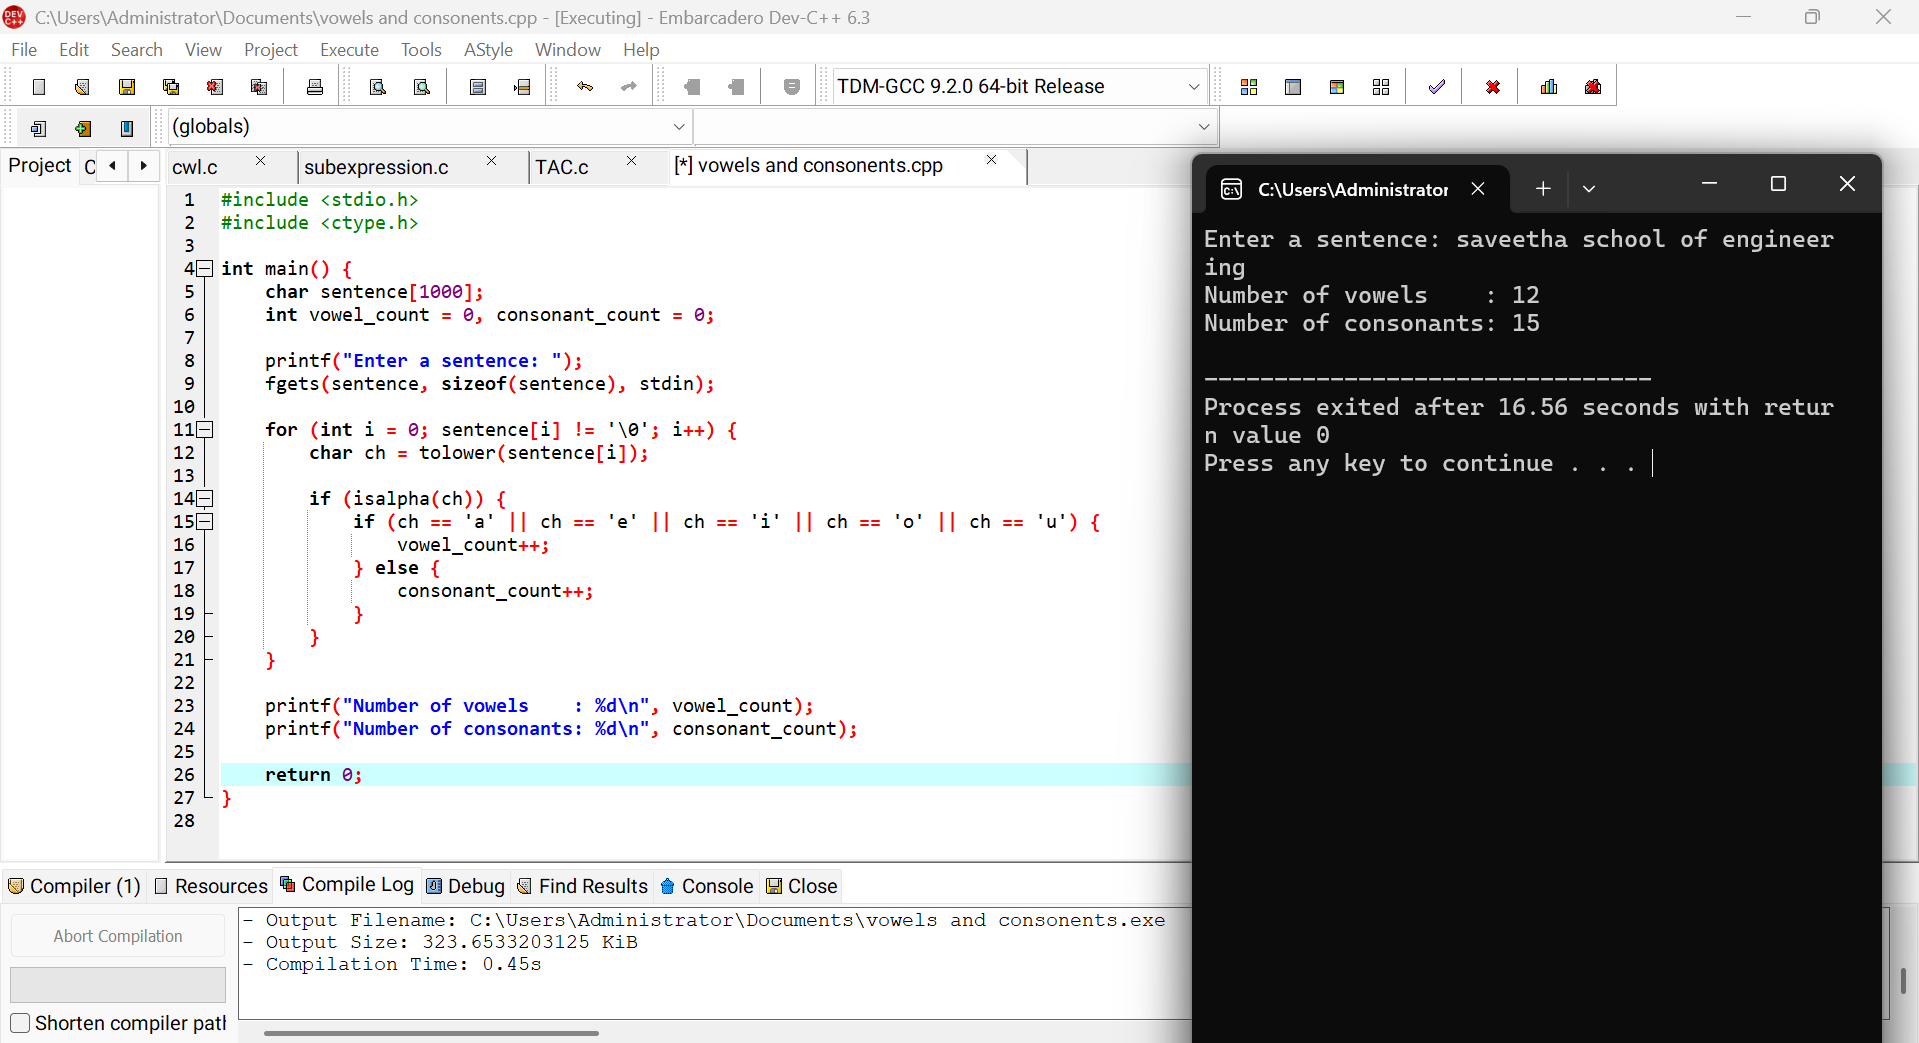 C:\Users\Administrator\Documents\vowels and consonents.cpp - [Executing] - Embarcadero Dev-C++ 6.3
File Edit Search View Project Execute Tools AStyle Window Help
TDM-GCC 9.2.0 64-bit Release
(globals)
Project C
cwl.c subexpression.c TAC.c [*] vowels and consonents.cpp
1 #include <stdio.h>
2 #include <ctype.h>
3
4 int main() {
5     char sentence[1000];
6     int vowel_count = 0, consonant_count = 0;
7
8     printf("Enter a sentence: ");
9     fgets(sentence, sizeof(sentence), stdin);
10
11     for (int i = 0; sentence[i] != '\0'; i++) {
12         char ch = tolower(sentence[i]);
13
14         if (isalpha(ch)) {
15             if (ch == 'a' || ch == 'e' || ch == 'i' || ch == 'o' || ch == 'u') {
16                 vowel_count++;
17             } else {
18                 consonant_count++;
19             }
20         }
21     }
22
23     printf("Number of vowels    : %d\n", vowel_count);
24     printf("Number of consonants: %d\n", consonant_count);
25
26     return 0;
27 }
28
C:\Users\Administrator
Enter a sentence: saveetha school of engineer
ing
Number of vowels    : 12
Number of consonants: 15
--------------------------------
Process exited after 16.56 seconds with retur
n value 0
Press any key to continue . . .
Compiler (1) Resources Compile Log Debug Find Results Console Close
Abort Compilation
Shorten compiler path
- Output Filename: C:\Users\Administrator\Documents\vowels and consonents.exe
- Output Size: 323.6533203125 KiB
- Compilation Time: 0.45s